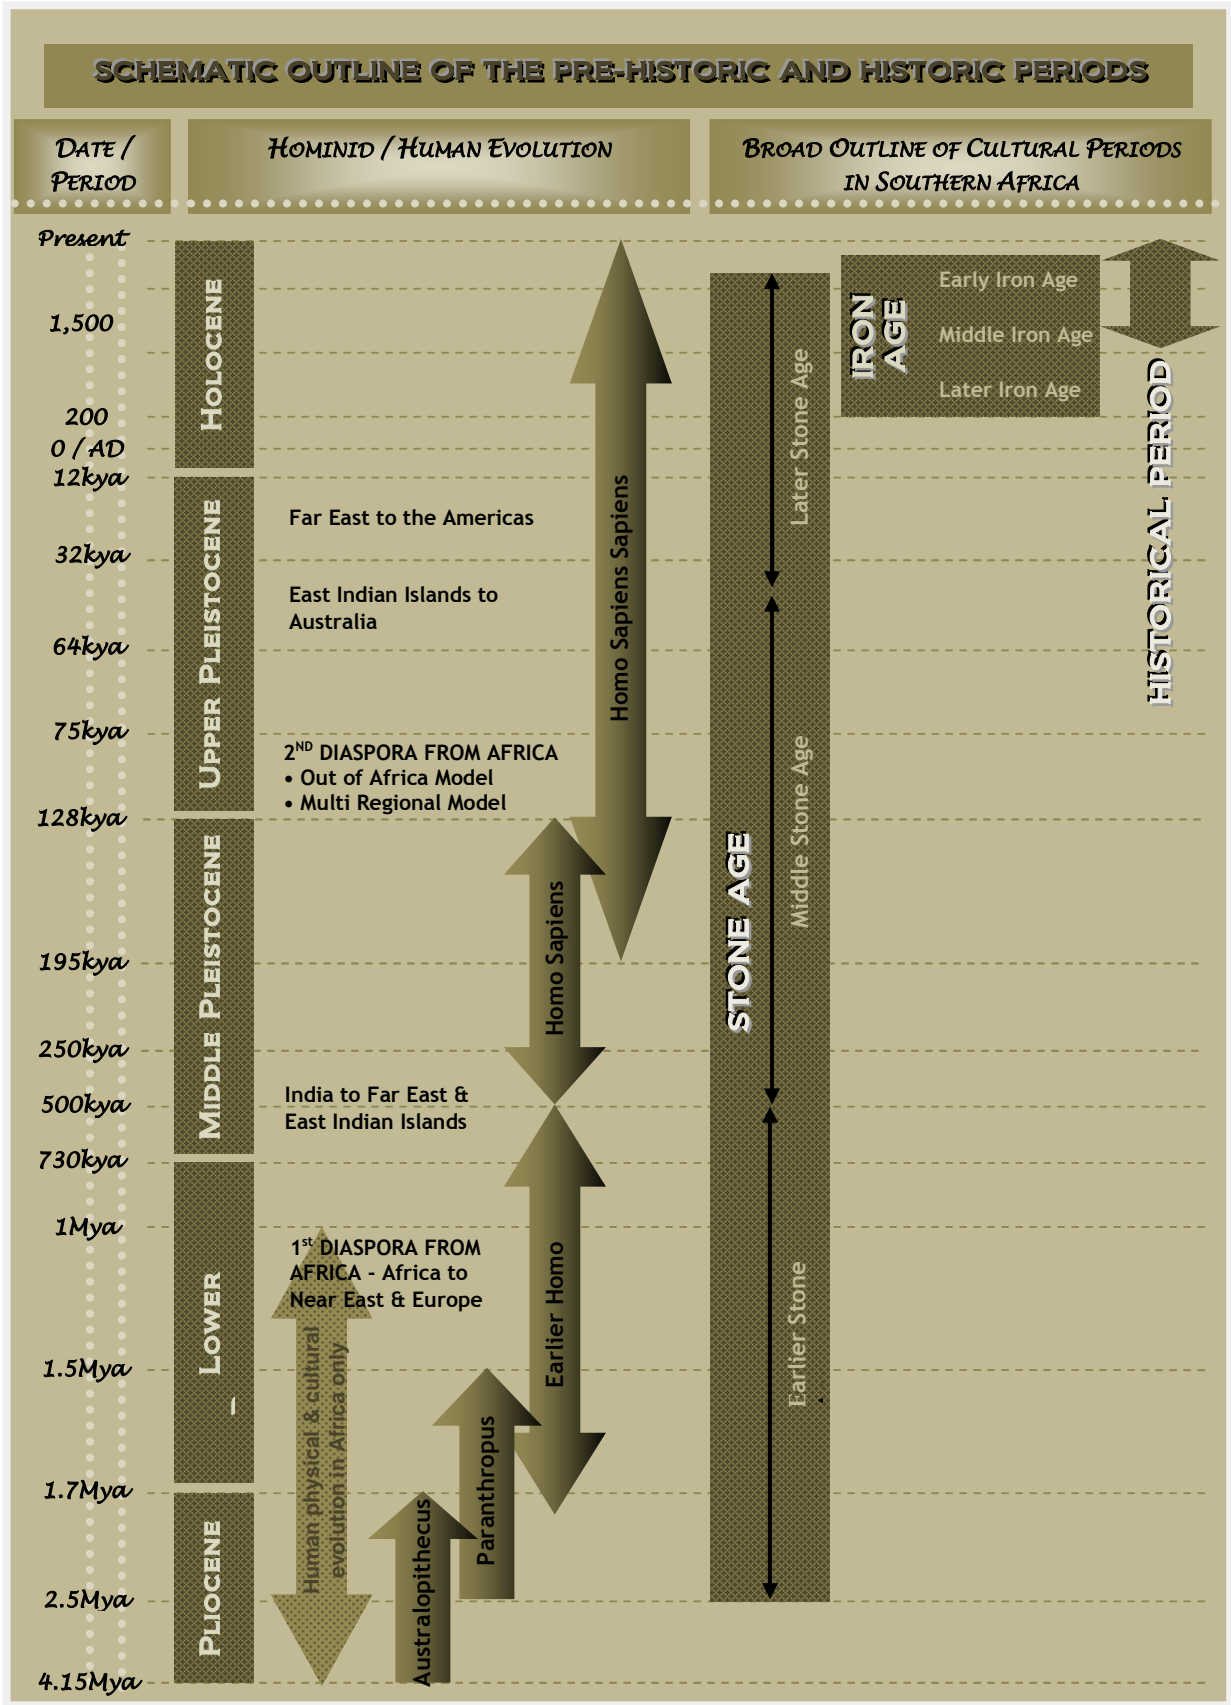 SCHEMATIC OUTLINE OF THE PRE-HISTORIC AND HISTORIC PERIODS
DATE /
PERIOD
HOMINID / HUMAN EVOLUTION
BROAD OUTLINE OF CULTURAL PERIODS
IN SOUTHERN AFRICA
Present
1,500
200
0 / AD
12kya
32kya
64kya
75kya
128kya
195kya
250kya
500kya
730kya
1Mya
1.5Mya
1.7Mya
2.5Mya
4.15Mya
HOLOCENE
UPPER PLEISTOCENE
MIDDLE PLEISTOCENE
LOWER
PLIOCENE
Far East to the Americas
East Indian Islands to
Australia
2ND DIASPORA FROM AFRICA
• Out of Africa Model
• Multi Regional Model
India to Far East &
East Indian Islands
1st DIASPORA FROM
AFRICA - Africa to
Near East & Europe
Human physical & cultural
evolution in Africa only
Australopithecus
Paranthropus
Earlier Homo
Homo Sapiens
Homo Sapiens Sapiens
STONE AGE
Later Stone Age
Middle Stone Age
Earlier Stone
IRON
AGE
Early Iron Age
Middle Iron Age
Later Iron Age
HISTORICAL PERIOD